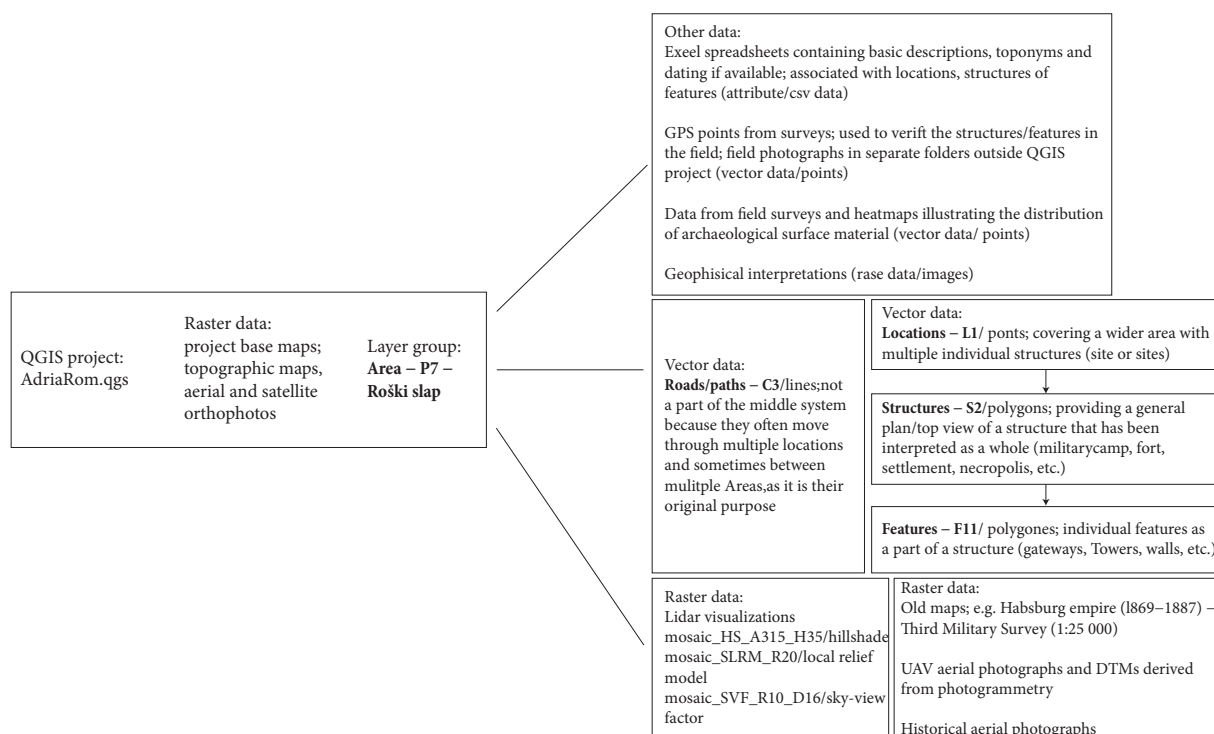 QGIS project:
AdriaRom.qgs
Raster data:
project base maps;
topographic maps,
aerial and satellite
orthophotos
Layer group:
Area – P7 –
Roški slap
Other data:
Exeel spreadsheets containing basic descriptions, toponyms and
dating if available; associated with locations, structures of
features (attribute/csv data)
GPS points from surveys; used to verift the structures/features in
the field; field photographs in separate folders outside QGIS
project (vector data/points)
Data from field surveys and heatmaps illustrating the distribution
of archaeological surface material (vector data/ points)
Geophisical interpretations (rase data/images)
Vector data:
Roads/paths – C3/lines;not
a part of the middle system
because they often move
through multiple locations
and sometimes between
mulitple Areas,as it is their
original purpose
Vector data:
Locations – L1/ ponts; covering a wider area with
multiple individual structures (site or sites)
Structures – S2/polygons; providing a general
plan/top view of a structure that has been
interpreted as a whole (militarycamp, fort,
settlement, necropolis, etc.)
Features – F11/ polygones; individual features as
a part of a structure (gateways, Towers, walls, etc.)
Raster data:
Lidar visualizations
mosaic_HS_A315_H35/hillshade
mosaic_SLRM_R20/local relief
model
mosaic_SVF_R10_D16/sky-view
factor
Raster data:
Old maps; e.g. Habsburg empire (l869–1887) –
Third Military Survey (1:25 000)
UAV aerial photographs and DTMs derived
from photogrammetry
Historical aerial photographs